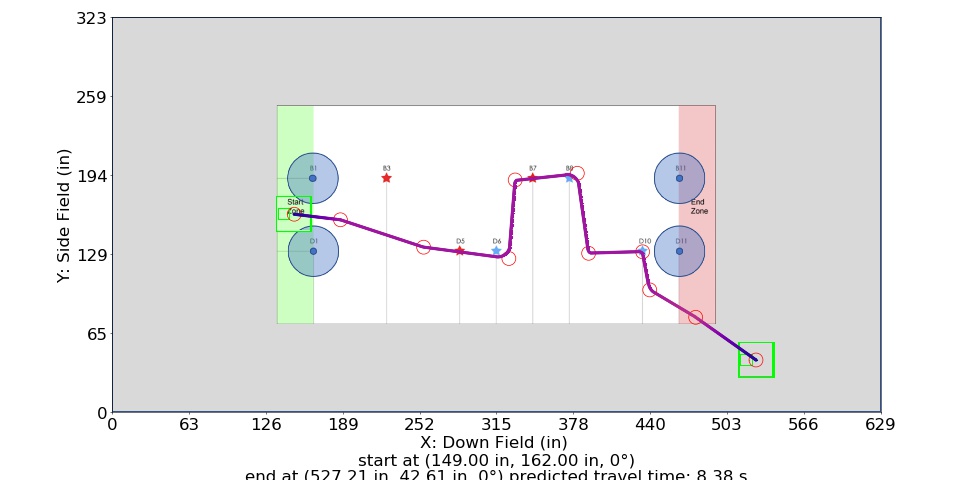 323
259
194
129
65
0
Y: Side Field (in)
B1
B3
B7
B8
B11
Start
Zone
End
Zone
D1
D5
D6
D10
D11
0 63 126 189 252 315 378 440 503 566 629
X: Down Field (in)
start at (149.00 in, 162.00 in, 0°)
end at (527.21 in, 42.61 in, 0°) predicted travel time: 8.38 s